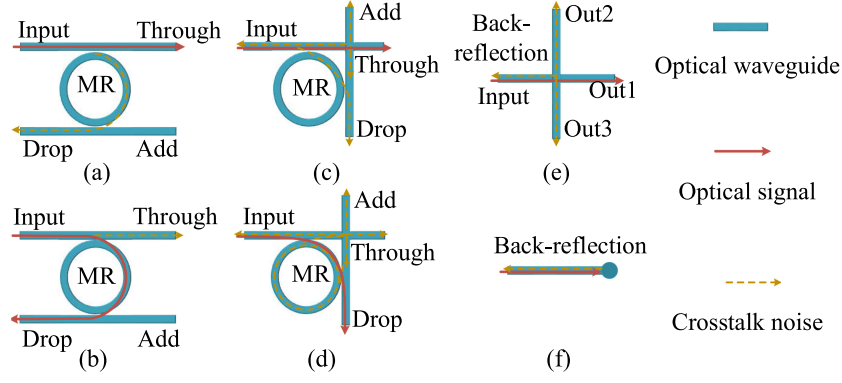 Input Through
MR
Drop Add
(a)
Add
Input
Through
MR
Drop
(c)
Back-
reflection
Out2
Input
Out1
Out3
(e)
Optical waveguide
Input Through
MR
Drop Add
(b)
Add
Input
Through
MR
Drop
(d)
Back-reflection
(f)
Optical signal
Crosstalk noise